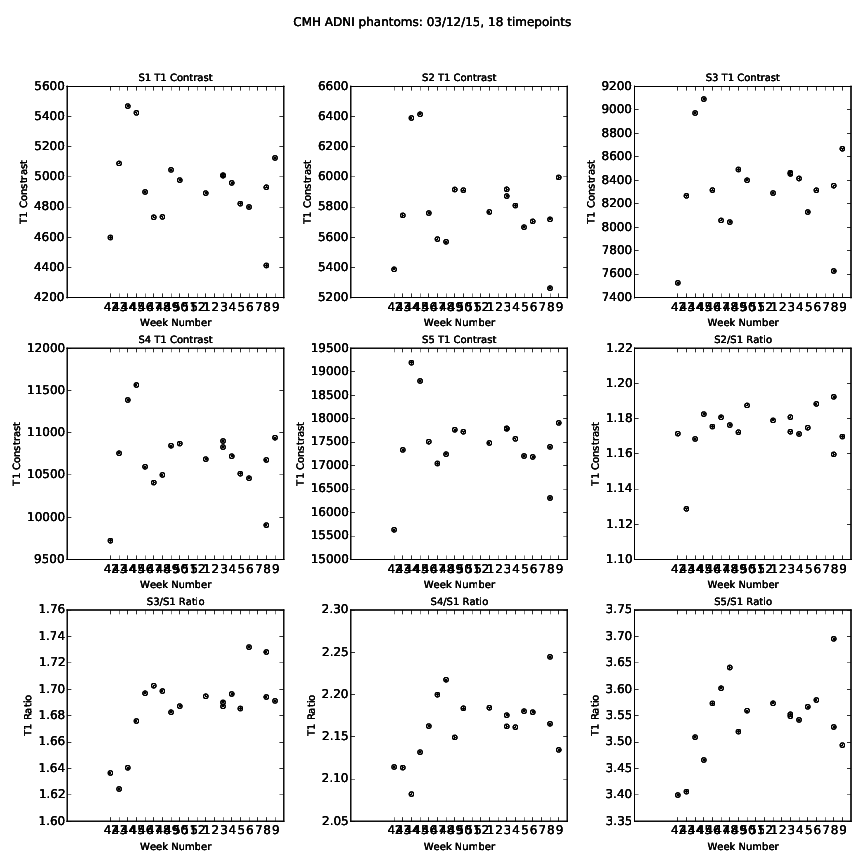 CMH ADNI phantoms: 03/12/15, 18 timepoints
S1 T1 Contrast
S2 T1 Contrast
S3 T1 Contrast
T1 Constrast
5600
5400
5200
5000
4800
4600
4400
4200
Week Number
T1 Constrast
6600
6400
6200
6000
5800
5600
5400
5200
Week Number
T1 Constrast
9200
9000
8800
8600
8400
8200
8000
7800
7600
7400
Week Number
S4 T1 Contrast
S5 T1 Contrast
S2/S1 Ratio
T1 Constrast
12000
11500
11000
10500
10000
9500
Week Number
T1 Constrast
19500
19000
18500
18000
17500
17000
16500
16000
15500
15000
Week Number
T1 Constrast
1.22
1.20
1.18
1.16
1.14
1.12
1.10
Week Number
S3/S1 Ratio
S4/S1 Ratio
S5/S1 Ratio
T1 Ratio
1.76
1.74
1.72
1.70
1.68
1.66
1.64
1.62
1.60
Week Number
T1 Ratio
2.30
2.25
2.20
2.15
2.10
2.05
Week Number
T1 Ratio
3.75
3.70
3.65
3.60
3.55
3.50
3.45
3.40
3.35
Week Number